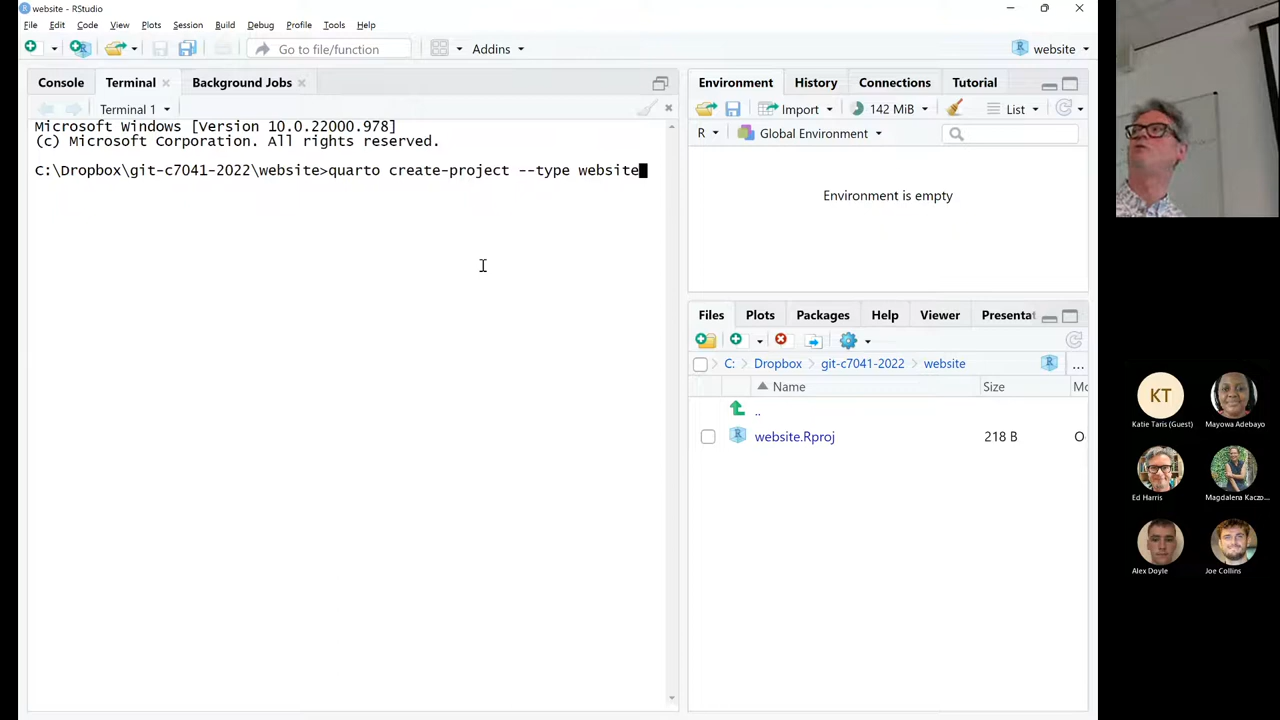 website - RStudio
File Edit Code View Plots Session Build Debug Profile Tools Help
Go to file/function
Addins
website
Console Terminal Background Jobs
Terminal 1
Microsoft Windows [Version 10.0.22000.978]
(c) Microsoft Corporation. All rights reserved.
C:\Dropbox\git-c7041-2022\website>quarto create-project --type website
Environment History Connections Tutorial
Import 142 MiB List
R Global Environment
Environment is empty
Files Plots Packages Help Viewer Presentat
C: Dropbox git-c7041-2022 website ...
Name Size Mo
..
website.Rproj 218 B O
KT
Katie Taris (Guest) Mayowa Adebayo
Ed Harris Magdalena Kaczo...
Alex Doyle Joe Collins